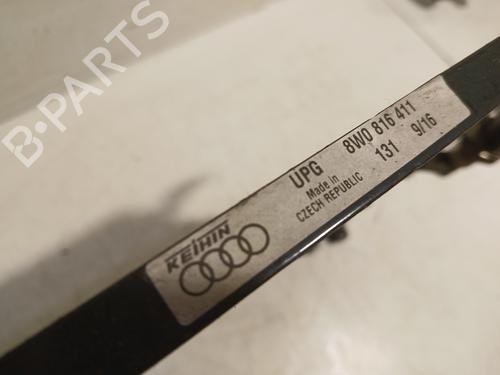 B-PARTS
KEIHIN
UPG 8W0 816 411
Made in
CZECH REPUBLIC 131 9/16